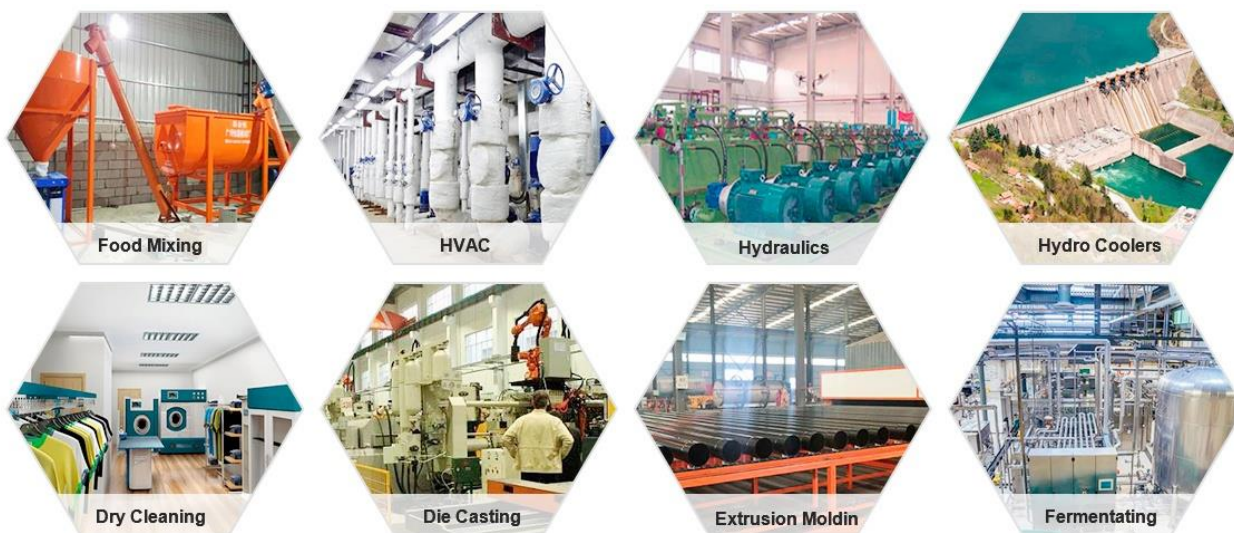 Food Mixing
HVAC
Hydraulics
Hydro Coolers
Dry Cleaning
Die Casting
Extrusion Moldin
Fermentating